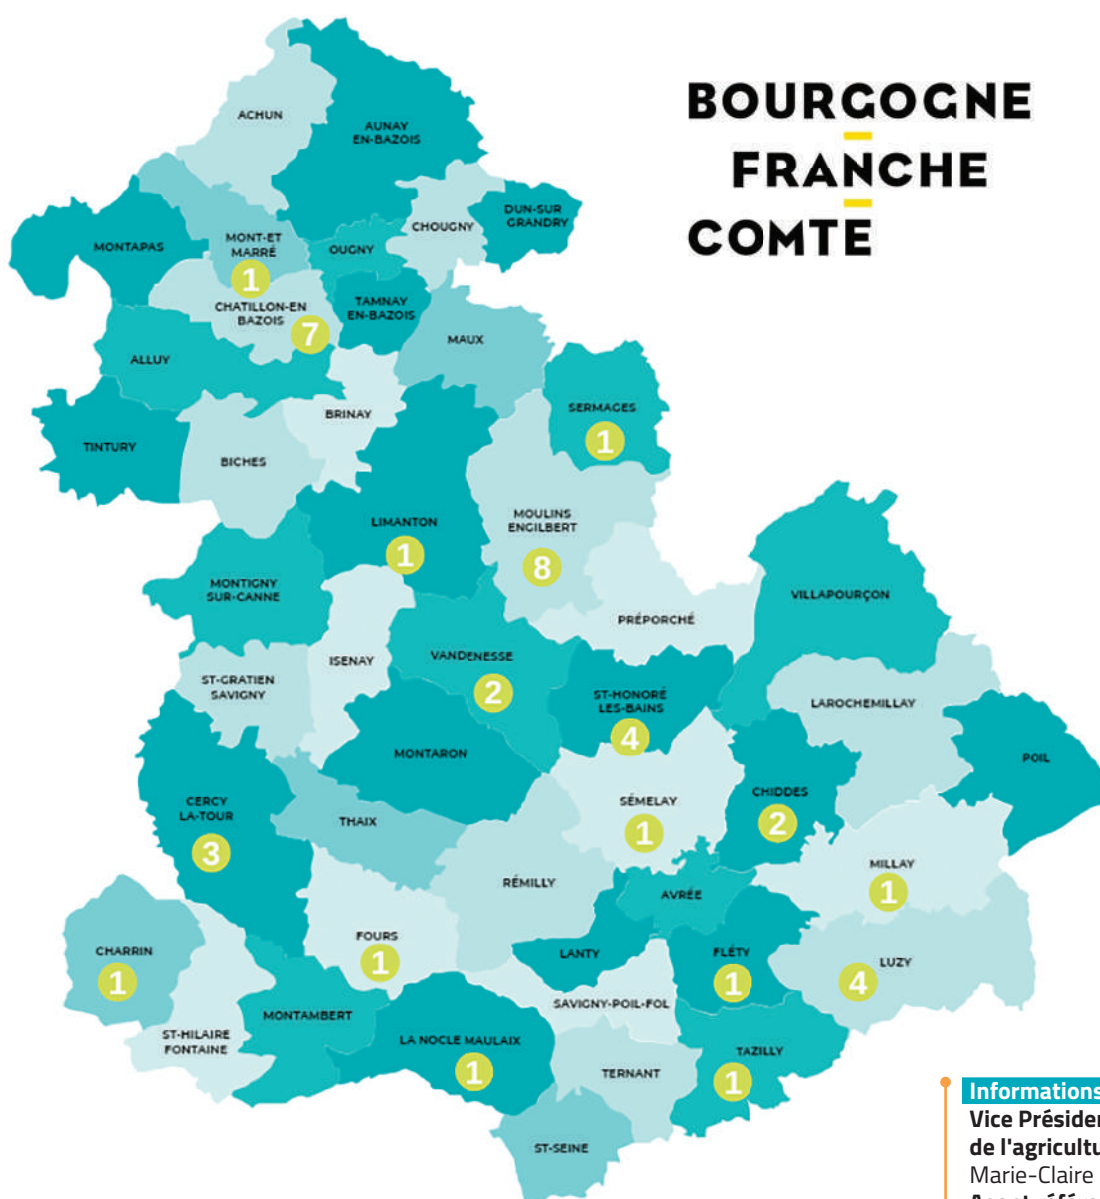 BOURGOGNE
FRANCHE
COMTE
ACHUN
AUNAY
EN-BAZOIS
CHOUGNY
DUN-SUR
GRANDRY
MONTAPAS
MONT-ET
MARRÉ
1
OUGNY
CHATILLON-EN
BAZOIS
7
TAMNAY
EN-BAZOIS
MAUX
ALLUY
BRINAY
SERMAGES
1
TINTURY
BICHES
LIMANTON
1
MOULINS
ENGILBERT
8
MONTIGNY
SUR-CANNE
VILLAPOURÇON
PRÉPORCHÉ
ISENAY
VANDENESSE
2
ST-GRATIEN
SAVIGNY
ST-HONORÉ
LES-BAINS
4
LAROCHEMILLAY
MONTARON
POIL
CERCY
LA-TOUR
3
THAIX
SÉMELAY
1
CHIDDES
2
MILLAY
1
RÉMILLY
AVRÉE
CHARRIN
1
FOURS
1
LANTY
FLÉTY
1
LUZY
4
SAVIGNY-POIL-FOL
MONTAMBERT
ST-HILAIRE
FONTAINE
LA NOCLE MAULAIX
1
TERNANT
TAZILLY
1
ST-SEINE
Informations
Vice Présiden
de l'agricultu
Marie-Claire